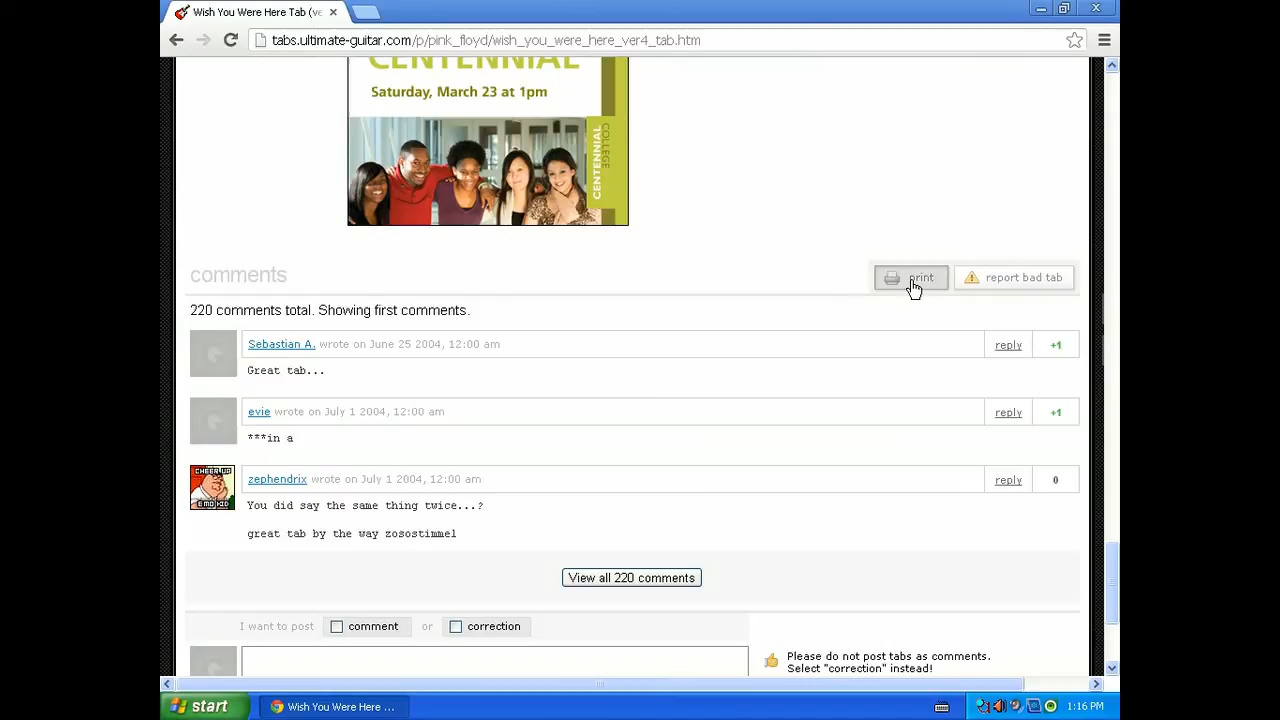 Wish You Were Here Tab (ve
tabs.ultimate-guitar.com/p/pink_floyd/wish_you_were_here_ver4_tab.htm
CENTENNIAL
Saturday, March 23 at 1pm
CENTENNIAL
COLLEGE
comments
print
report bad tab
220 comments total. Showing first comments.
Sebastian A. wrote on June 25 2004, 12:00 am
reply
+1
Great tab...
evie wrote on July 1 2004, 12:00 am
reply
+1
***in a
CHEER UP
EMO KID
zephendrix wrote on July 1 2004, 12:00 am
reply
0
You did say the same thing twice...?
great tab by the way zosostimmel
View all 220 comments
I want to post
comment
or
correction
Please do not post tabs as comments.
Select "correction" instead!
start
Wish You Were Here ...
1:16 PM